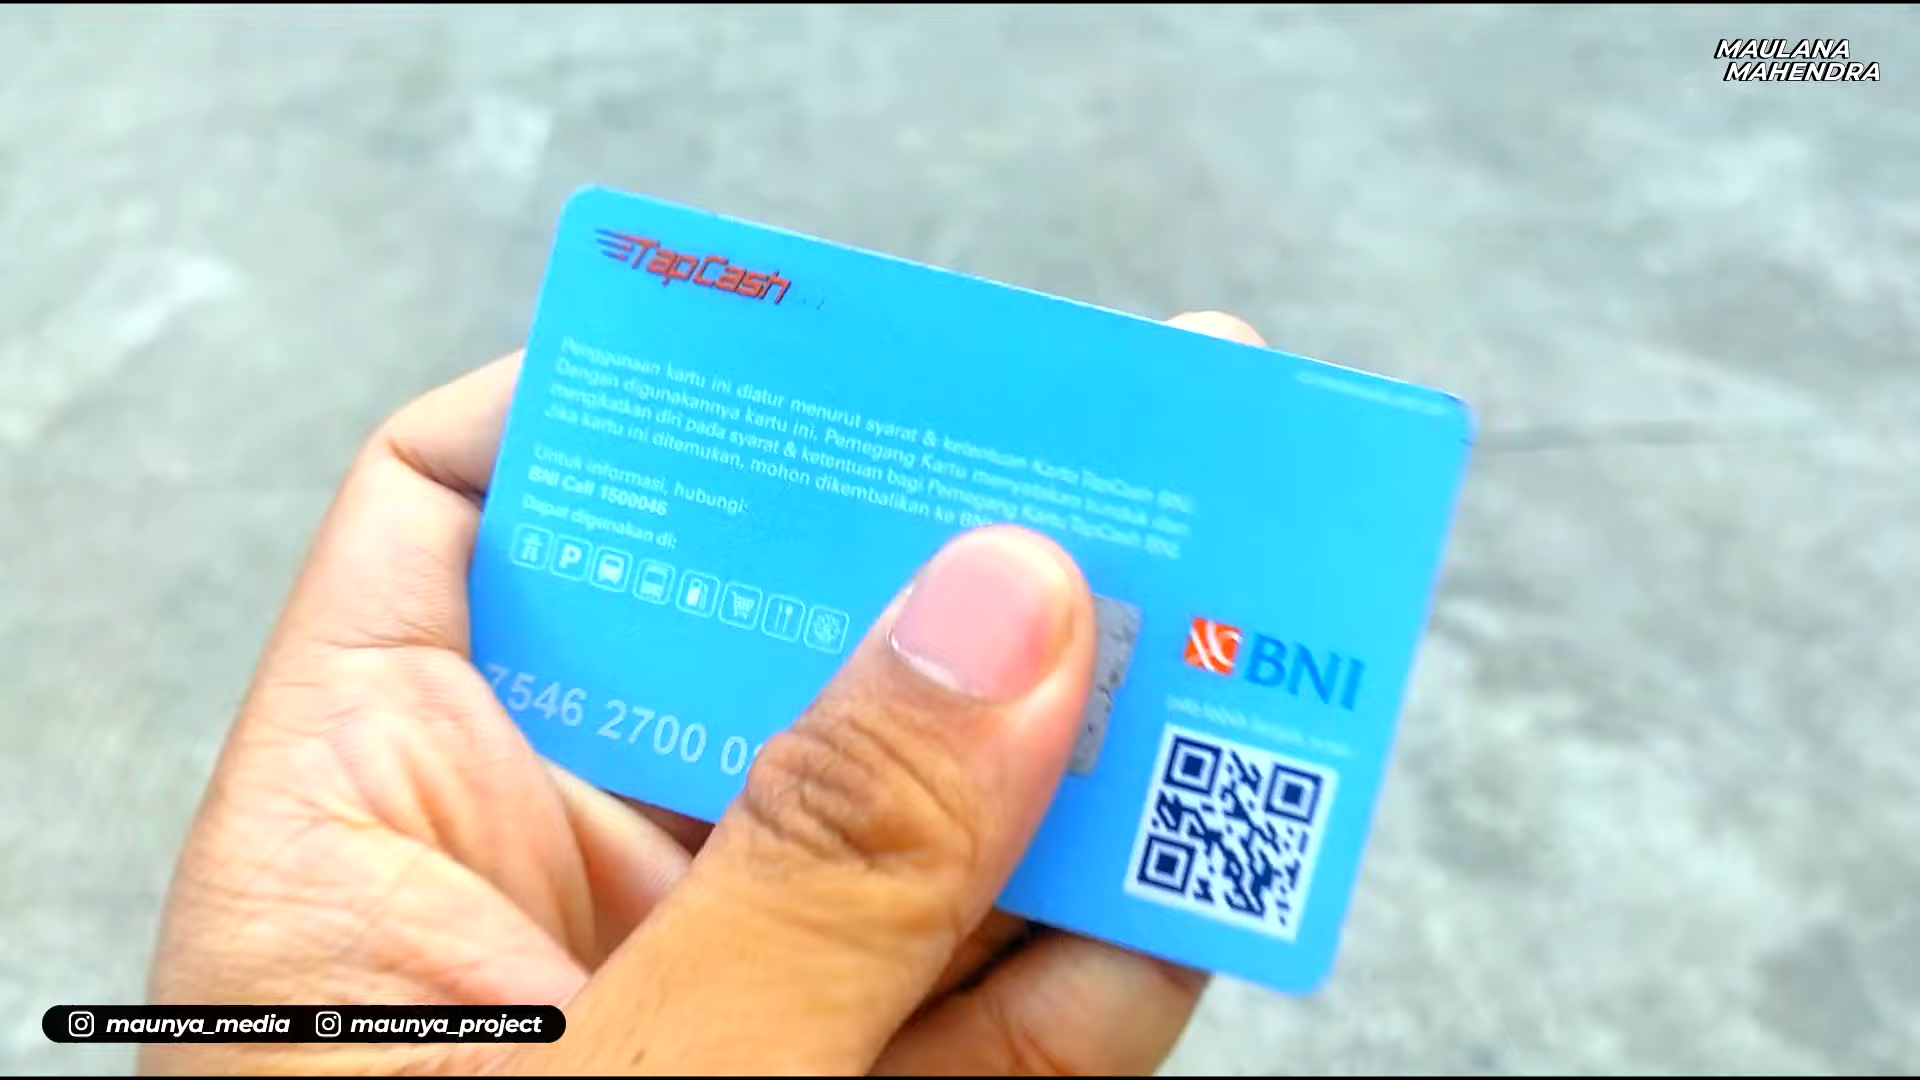 MAULANA
MAHENDRA
TapCash
Penggunaan kartu ini diatur menurut syarat & ketentuan Kartu TapCash BNI.
Dengan digunakannya kartu ini, Pemegang Kartu menyatakan tunduk dan
mengikatkan diri pada syarat & ketentuan bagi Pemegang Kartu TapCash BNI.
Jika kartu ini ditemukan, mohon dikembalikan ke BNI
Untuk informasi, hubungi:
BNI Call 1500046
Dapat digunakan di:
P
7546 2700 0
BNI
maunya_media maunya_project